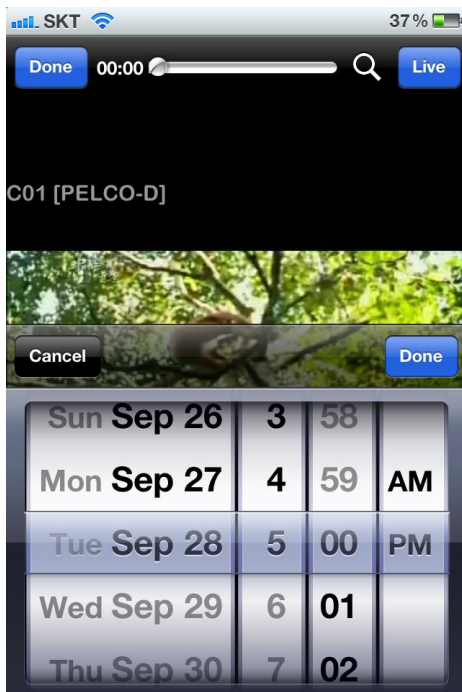 SKT 37%
Done 00:00 Live
C01 [PELCO-D]
Cancel Done
Sun Sep 26 3 58
Mon Sep 27 4 59 AM
Tue Sep 28 5 00 PM
Wed Sep 29 6 01
Thu Sep 30 7 02